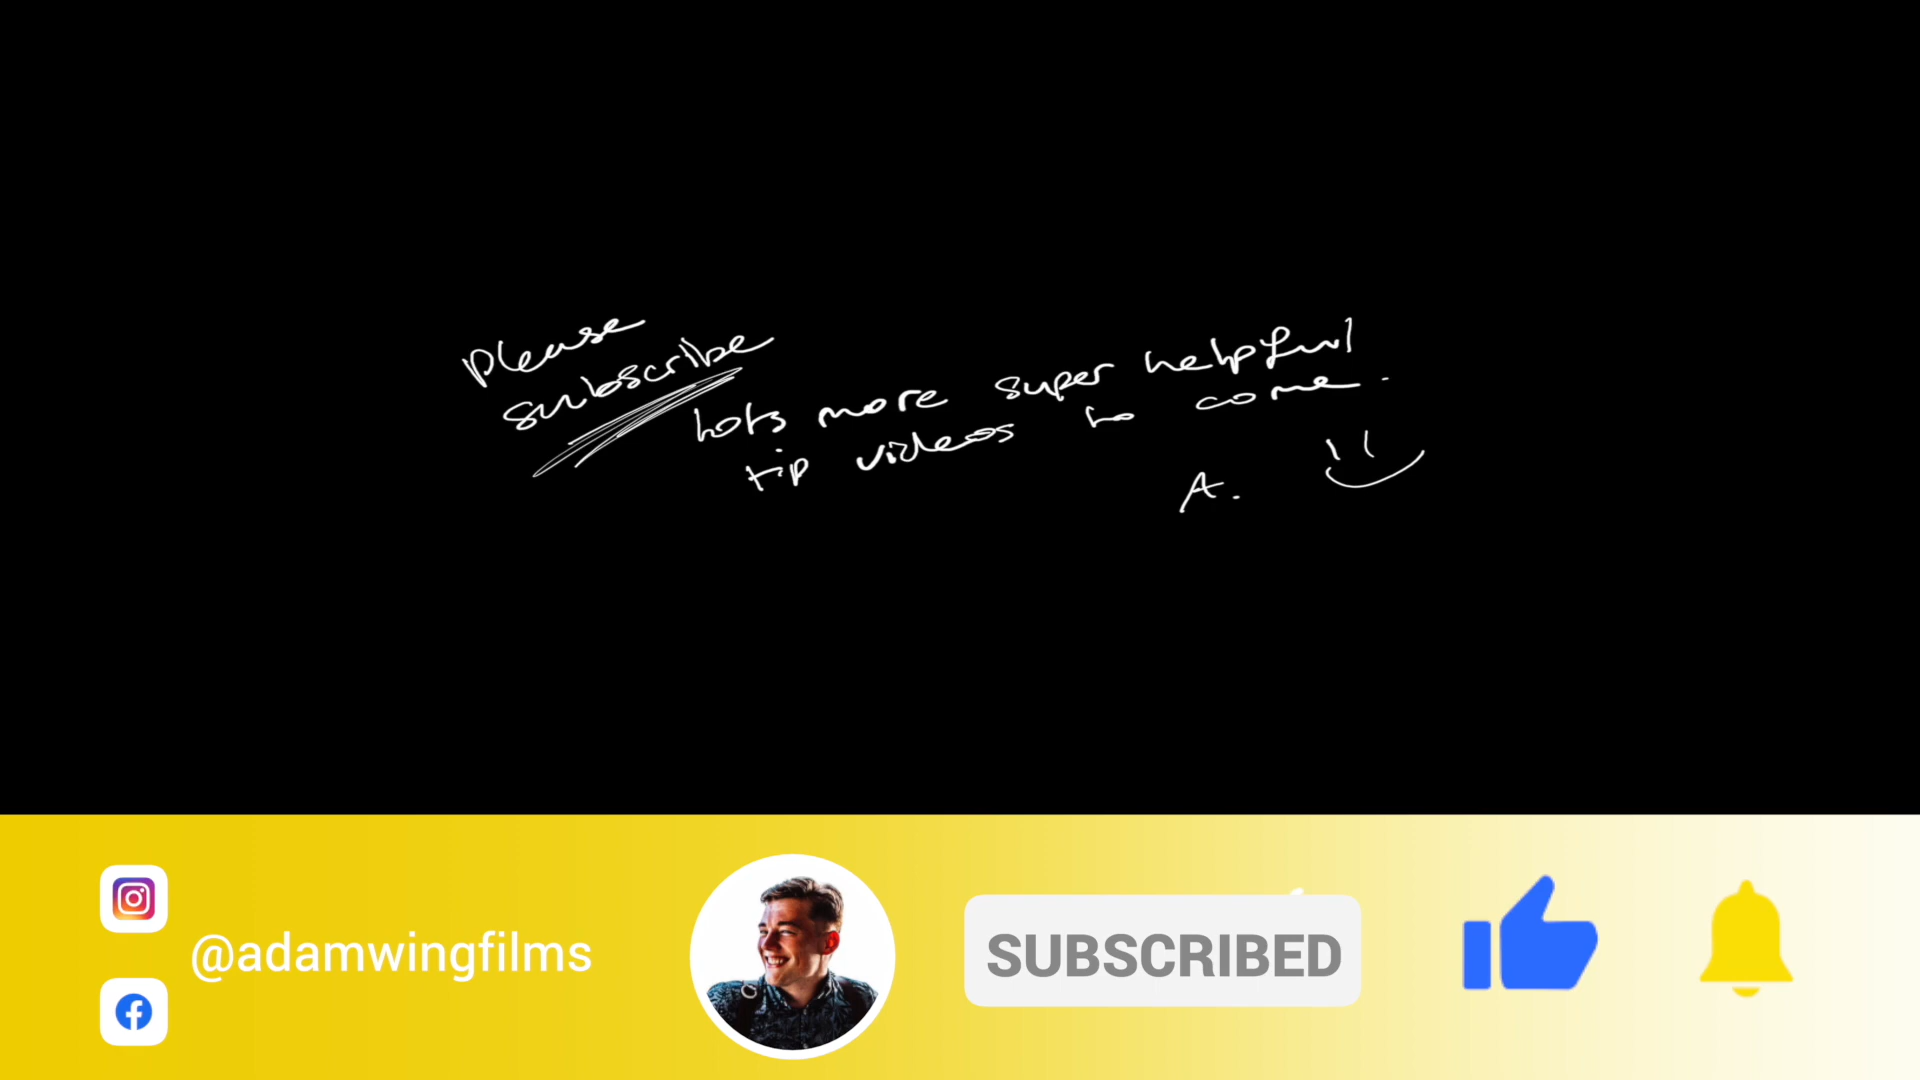 please
subscribe
lots more super helpful
tip videos to come.
A.
@adamwingfilms
SUBSCRIBED